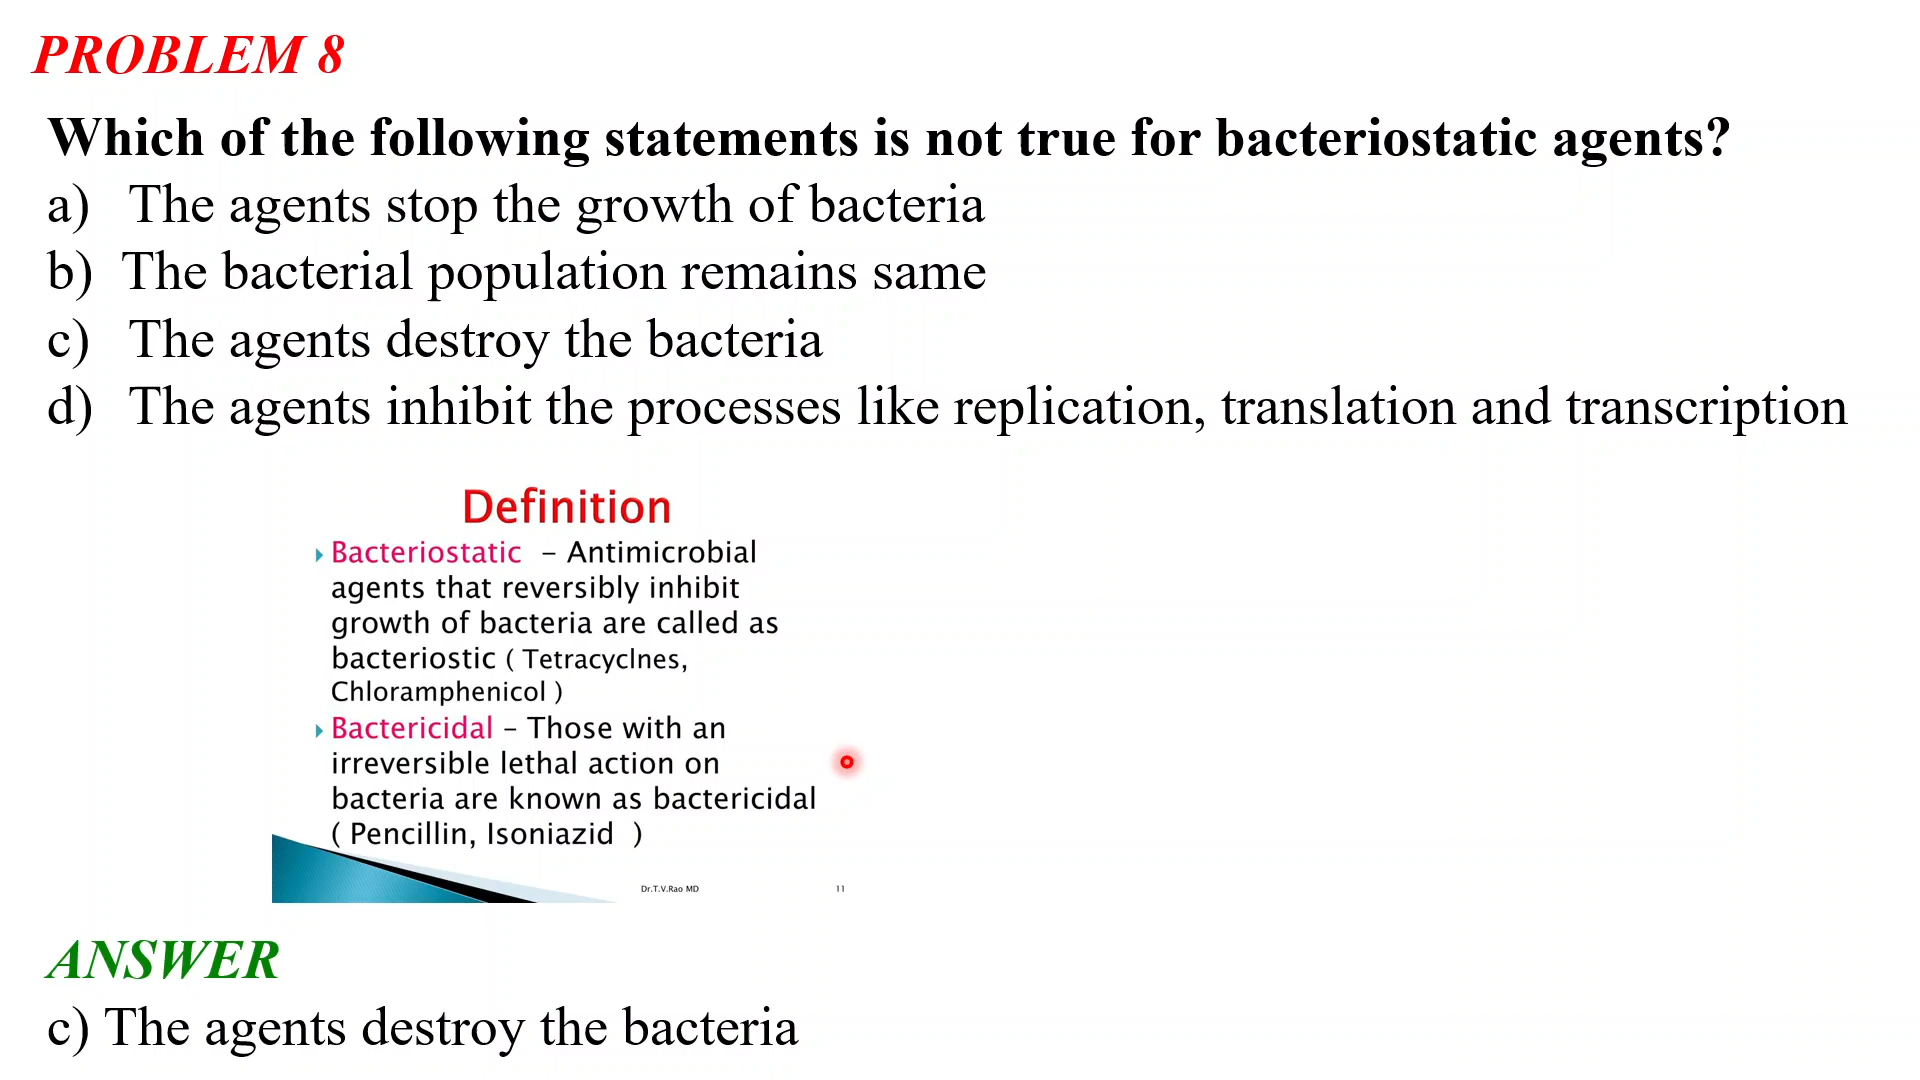 PROBLEM 8
Which of the following statements is not true for bacteriostatic agents?
a) The agents stop the growth of bacteria
b) The bacterial population remains same
c) The agents destroy the bacteria
d) The agents inhibit the processes like replication, translation and transcription
Definition
Bacteriostatic - Antimicrobial
agents that reversibly inhibit
growth of bacteria are called as
bacteriostic ( Tetracyclnes,
Chloramphenicol )
Bactericidal – Those with an
irreversible lethal action on
bacteria are known as bactericidal
( Pencillin, Isoniazid )
Dr.T.V.Rao MD 11
ANSWER
c) The agents destroy the bacteria